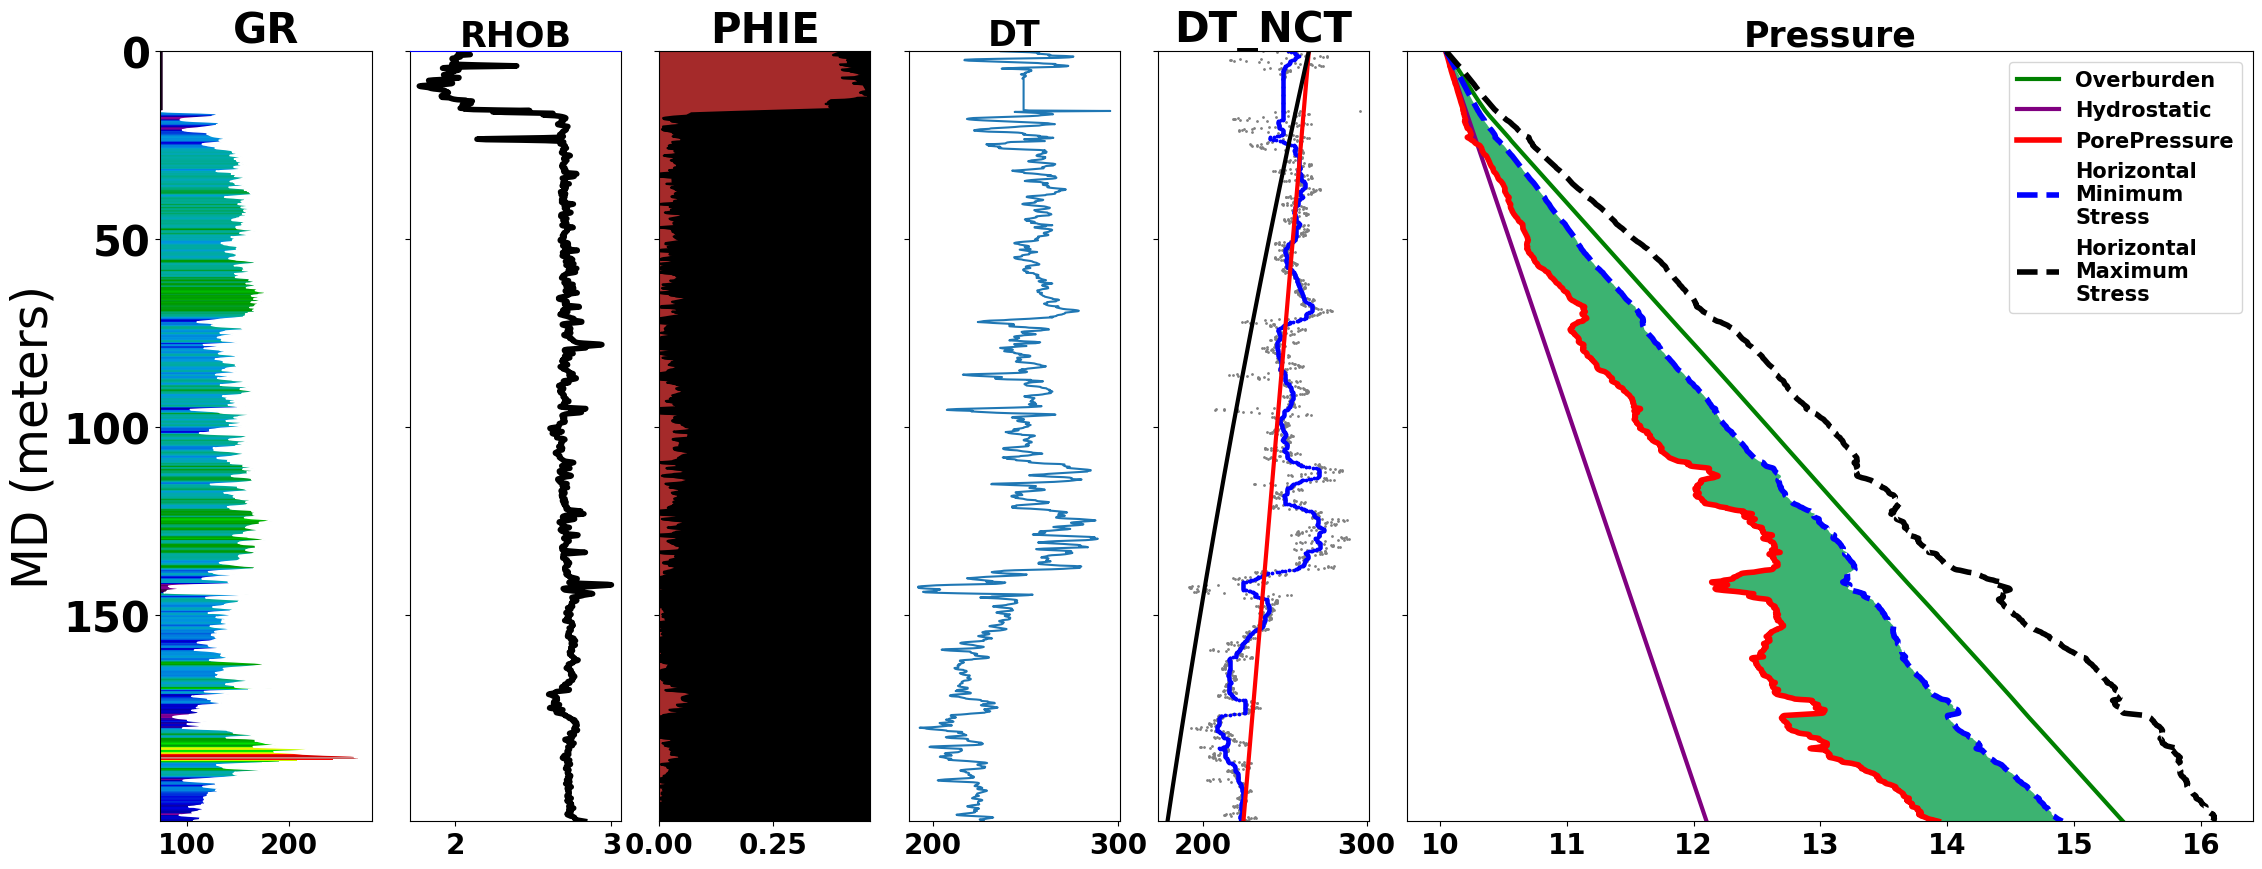 GR
RHOB
PHIE
DT
DT_NCT
Pressure
MD (meters)
0
50
100
150
100 200
2 3
0.00 0.25
200 300
200 300
10 11 12 13 14 15 16
Overburden
Hydrostatic
PorePressure
Horizontal
Minimum
Stress
Horizontal
Maximum
Stress